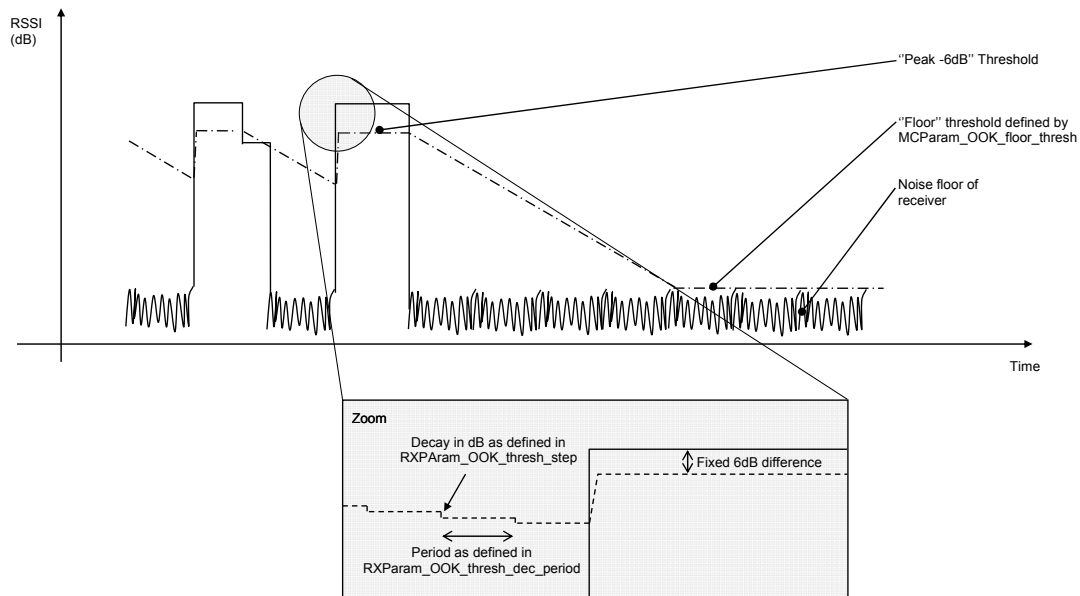 RSSI
(dB)
‘’Peak -6dB’’ Threshold
‘’Floor’’ threshold defined by
MCParam_OOK_floor_thresh
Noise floor of
receiver
Time
Zoom
Decay in dB as defined in
RXPAram_OOK_thresh_step
Fixed 6dB difference
Period as defined in
RXParam_OOK_thresh_dec_period